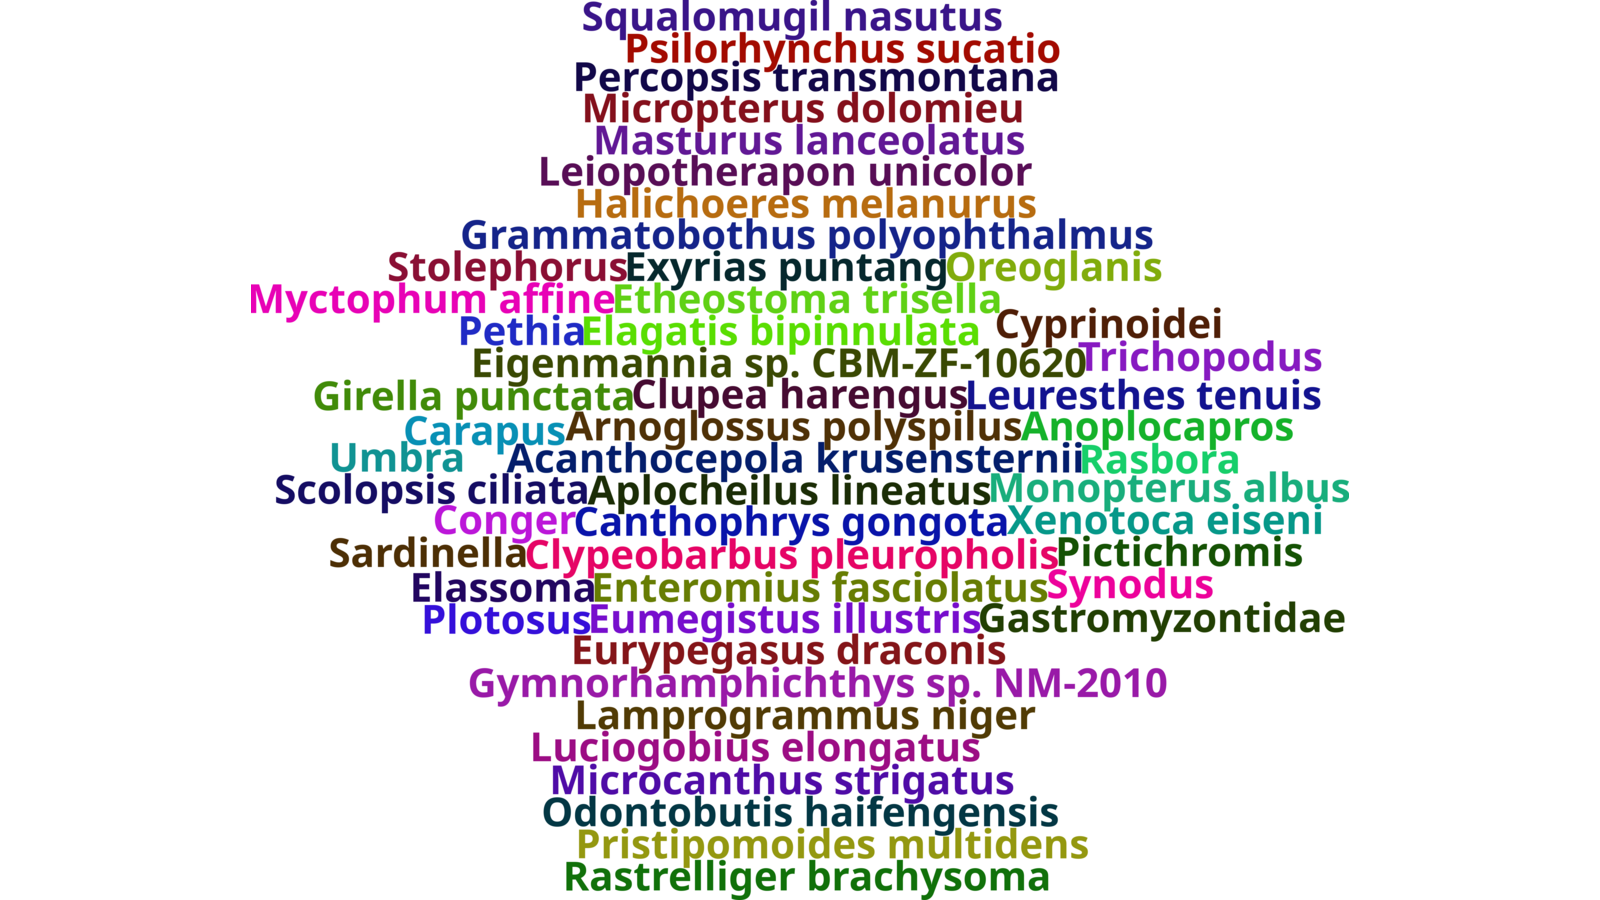 Squalomugil nasutus
Psilorhynchus sucatio
Percopsis transmontana
Micropterus dolomieu
Masturus lanceolatus
Leiopotherapon unicolor
Halichoeres melanurus
Grammatobothus polyophthalmus
Stolephorus Exyrias puntang Oreoglanis
Myctophum affine Etheostoma trisella
Pethia Elagatis bipinnulata Cyprinoidei
Eigenmannia sp. CBM-ZF-10620 Trichopodus
Girella punctata Clupea harengus Leuresthes tenuis
Carapus Arnoglossus polyspilus Anoplocapros
Umbra Acanthocepola krusensternii Rasbora
Scolopsis ciliata Aplocheilus lineatus Monopterus albus
Conger Canthophrys gongota Xenotoca eiseni
Sardinella Clypeobarbus pleuropholis Pictichromis
Elassoma Enteromius fasciolatus Synodus
Plotosus Eumegistus illustris Gastromyzontidae
Eurypegasus draconis
Gymnorhamphichthys sp. NM-2010
Lamprogrammus niger
Luciogobius elongatus
Microcanthus strigatus
Odontobutis haifengensis
Pristipomoides multidens
Rastrelliger brachysoma